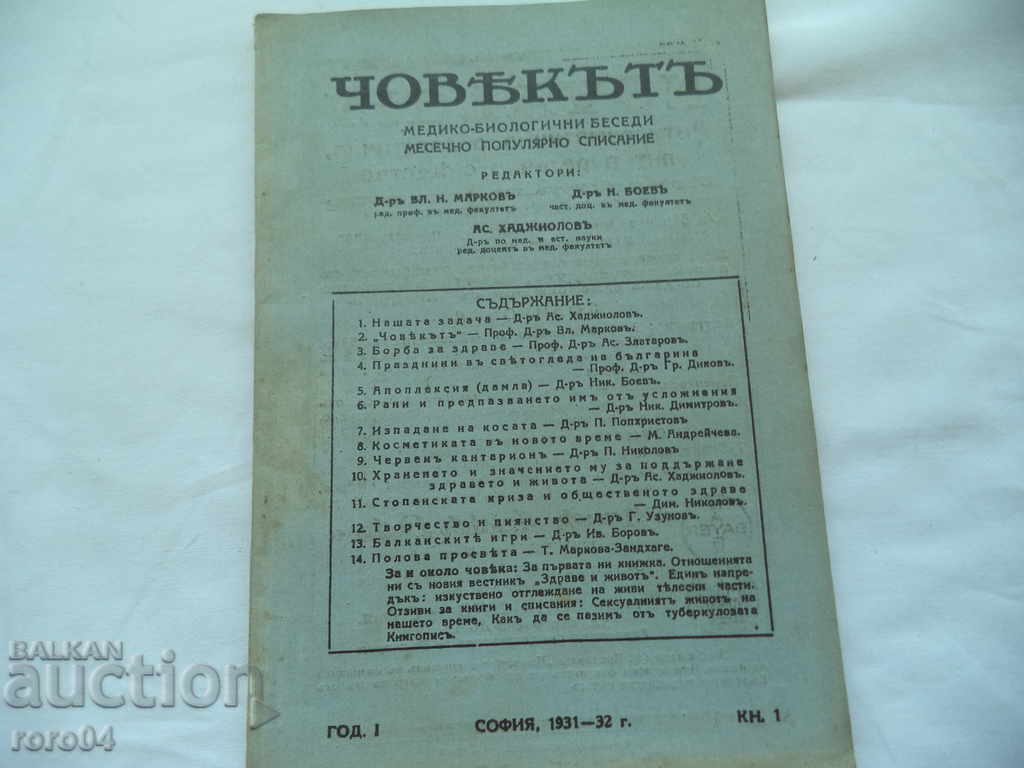 ЧОВѢКЪТЪ
МЕДИКО-БИОЛОГИЧНИ БЕСЕДИ
МЕСЕЧНО ПОПУЛЯРНО СПИСАНИЕ
РЕДАКТОРИ:
Д-ръ ВЛ. Н. МАРКОВЪ Д-ръ Н. БОЕВЪ
ред. проф. въ мед. факултетъ част. доц. въ мед. факултетъ
АС. ХАДЖИОЛОВЪ
Д-ръ по мед. и ест. науки
ред. доцентъ въ мед. факултетъ
СЪДЪРЖАНИЕ:
1. Нашата задача — Д-ръ Ас. Хаджиоловъ.
2. „Човѣкътъ" — Проф. Д-ръ Вл. Марковъ.
3. Борба за здраве — Проф. Д-ръ Ас. Златаровъ.
4. Празднини въ свѣтогледа на българина
— Проф. Д-ръ Гр. Диковъ.
5. Апоплексия (дамла) — Д-ръ Ник. Боевъ.
6. Рани и предпазването имъ отъ усложнения
— Д-ръ Ник. Димитровъ.
7. Изпадане на косата — Д-ръ П. Попхристовъ
8. Косметиката въ новото време — М. Андрейчева.
9. Червенъ кантарионъ — Д-ръ П. Николовъ
10. Храненето и значението му за поддържане
здравето и живота — Д-ръ Ас. Хаджиоловъ.
11. Стопанската криза и общественото здраве
— Дим. Николовъ.
12. Творчество и пиянство — Д-ръ Г. Узуновъ.
13. Балканскитѣ игри — Д-ръ Ив. Боровъ.
14. Полова просвѣта — Т. Маркова-Зандхаге.
За и около човѣка: За първата ни книжка. Отношенията
ни съ новия вестникъ „Здраве и животъ". Единъ напре-
дъкъ: изкуствено отглеждане на живи тѣлесни части.
Отзиви за книги и списания: Сексуалниятъ животъ на
нашето време, Какъ да се пазимъ отъ туберкулозата
Книгописъ.
BAYER
ГОД. I СОФИЯ, 1931—32 г. КН. 1
BALKAN
auction
roro04